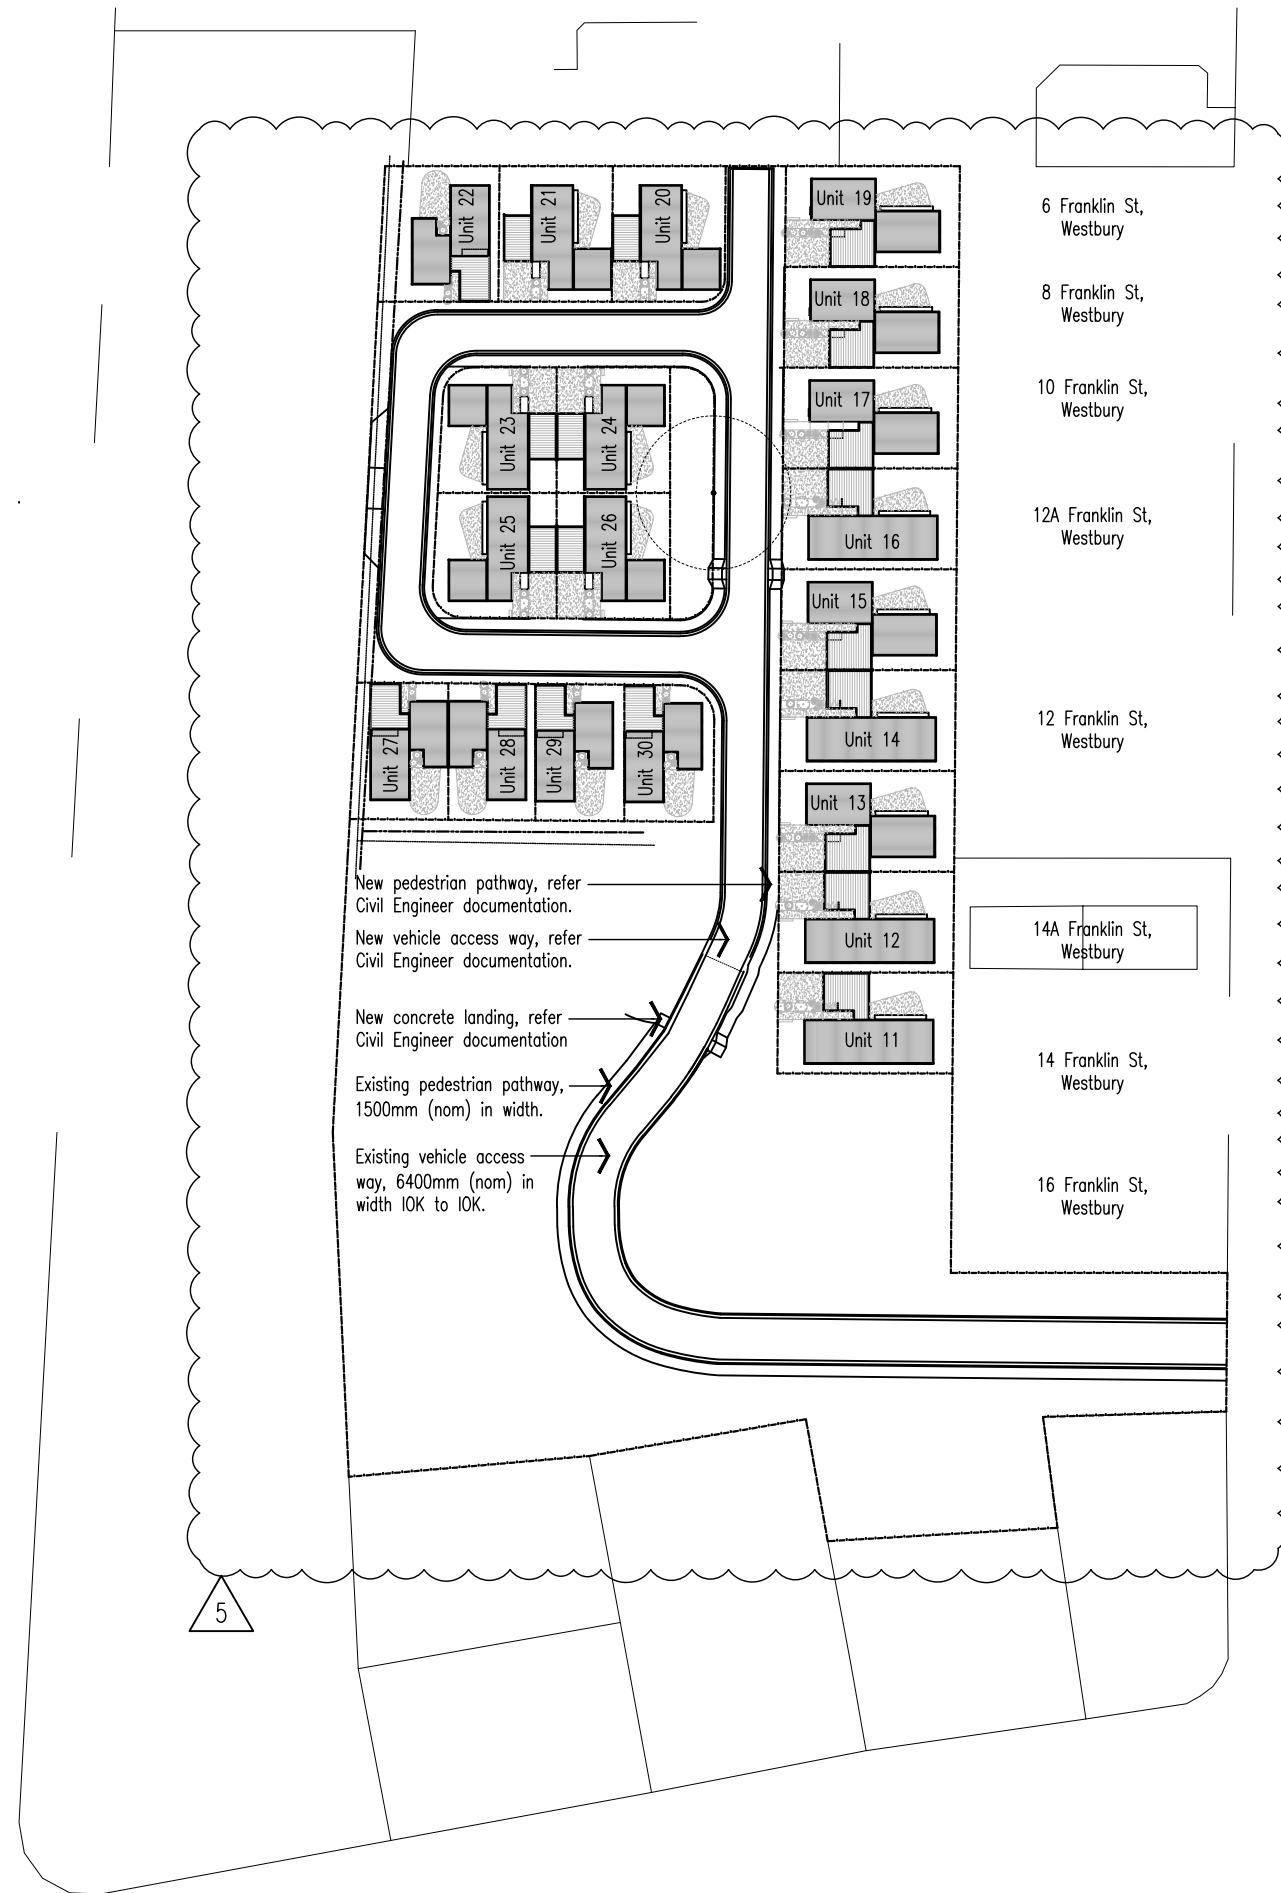 Unit 22
Unit 21
Unit 20
Unit 19
6 Franklin St,
Westbury
Unit 18
8 Franklin St,
Westbury
Unit 17
10 Franklin St,
Westbury
Unit 23
Unit 24
Unit 25
Unit 26
Unit 16
12A Franklin St,
Westbury
Unit 15
Unit 14
12 Franklin St,
Westbury
Unit 27
Unit 28
Unit 29
Unit 30
Unit 13
New pedestrian pathway, refer
Civil Engineer documentation.
New vehicle access way, refer
Civil Engineer documentation.
Unit 12
14A Franklin St,
Westbury
New concrete landing, refer
Civil Engineer documentation
Unit 11
14 Franklin St,
Westbury
Existing pedestrian pathway,
1500mm (nom) in width.
Existing vehicle access
way, 6400mm (nom) in
width IOK to IOK.
16 Franklin St,
Westbury
5